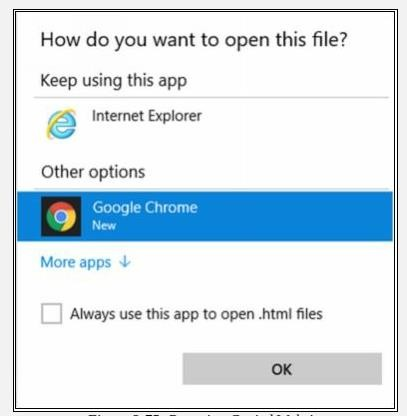 How do you want to open this file?
Keep using this app
Internet Explorer
Other options
Google Chrome
New
More apps ↓
Always use this app to open .html files
OK